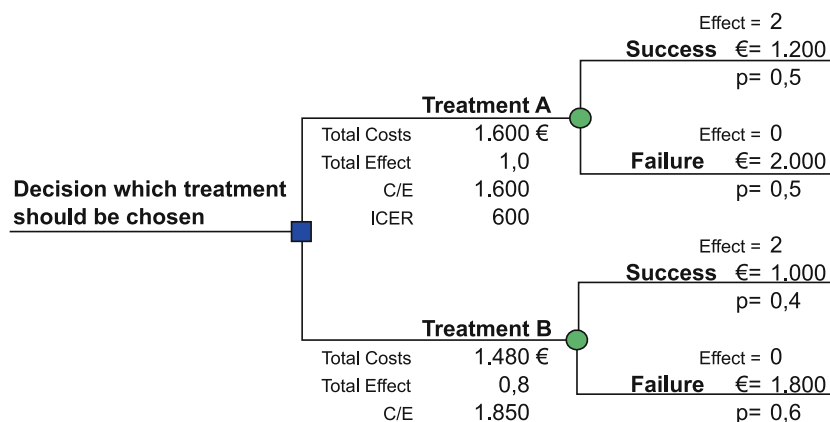 Effect = 2
Success €= 1.200
p= 0,5
Treatment A
Total Costs 1.600 €
Total Effect 1,0
C/E 1.600
ICER 600
Effect = 0
Failure €= 2.000
p= 0,5
Decision which treatment
should be chosen
Effect = 2
Success €= 1.000
p= 0,4
Treatment B
Total Costs 1.480 €
Total Effect 0,8
C/E 1.850
Effect = 0
Failure €= 1.800
p= 0,6